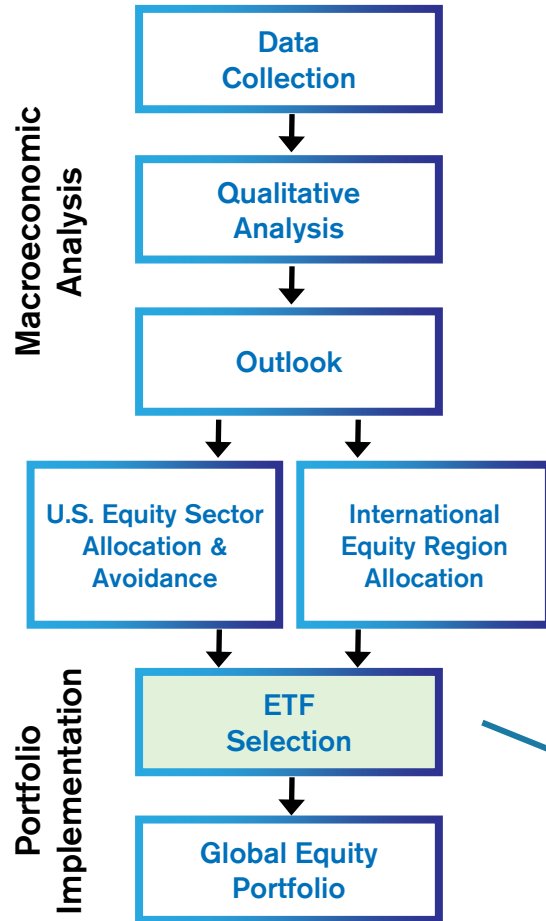 Macroeconomic
Analysis
Data
Collection
Qualitative
Analysis
Outlook
U.S. Equity Sector
Allocation &
Avoidance
International
Equity Region
Allocation
Portfolio
Implementation
ETF
Selection
Global Equity
Portfolio